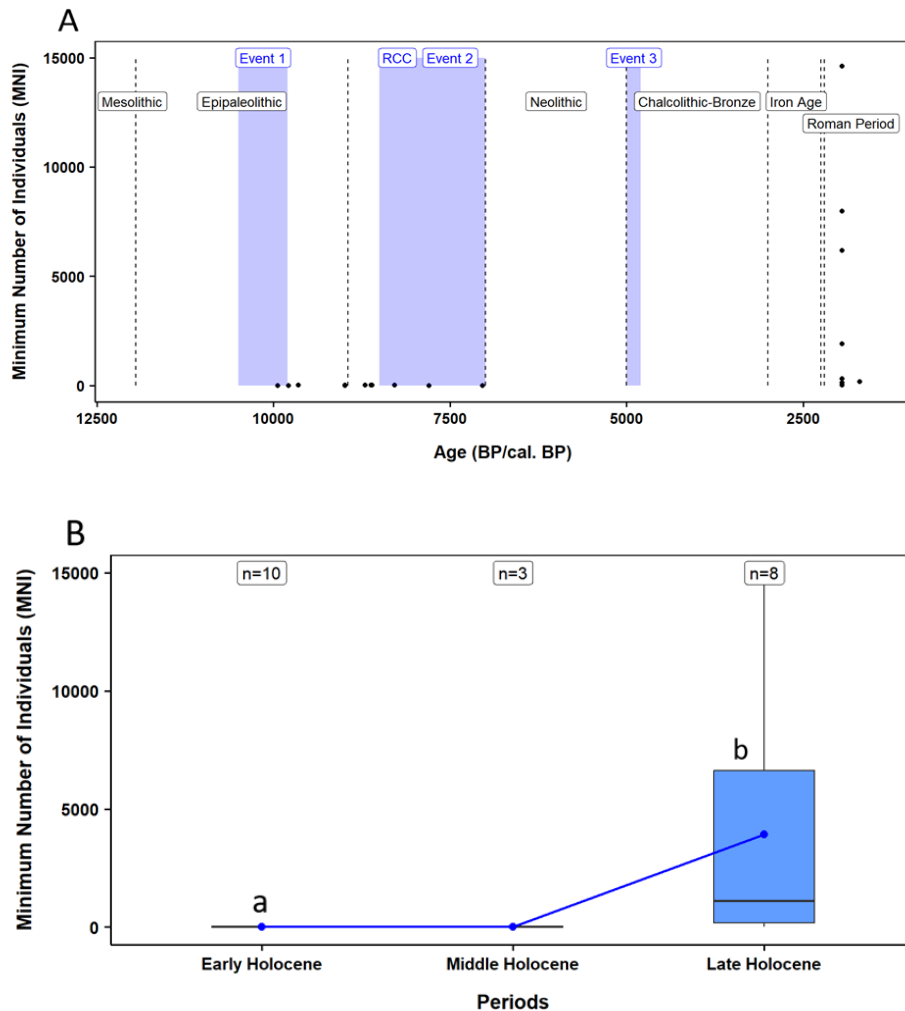 A
Minimum Number of Individuals (MNI)
15000
10000
5000
0
Event 1
RCC
Event 2
Event 3
Mesolithic
Epipaleolithic
Neolithic
Chalcolithic-Bronze
Iron Age
Roman Period
12500
10000
7500
5000
2500
Age (BP/cal. BP)
B
Minimum Number of Individuals (MNI)
15000
10000
5000
0
n=10
n=3
n=8
a
b
Early Holocene
Middle Holocene
Late Holocene
Periods